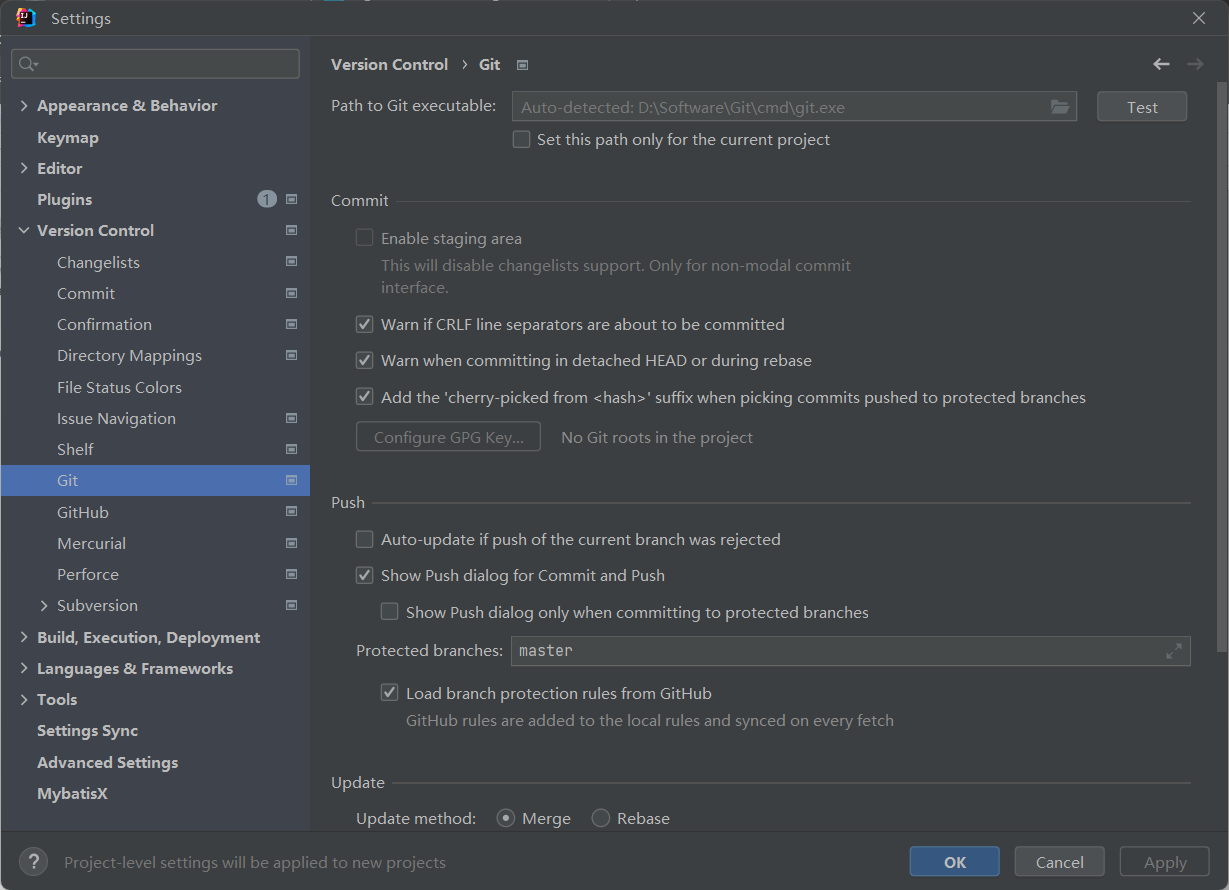 Settings
Appearance & Behavior
Keymap
Editor
Plugins
1
Version Control
Changelists
Commit
Confirmation
Directory Mappings
File Status Colors
Issue Navigation
Shelf
Git
GitHub
Mercurial
Perforce
Subversion
Build, Execution, Deployment
Languages & Frameworks
Tools
Settings Sync
Advanced Settings
MybatisX
Version Control › Git
Path to Git executable: Auto-detected: D:\Software\Git\cmd\git.exe Test
Set this path only for the current project
Commit
Enable staging area
This will disable changelists support. Only for non-modal commit
interface.
Warn if CRLF line separators are about to be committed
Warn when committing in detached HEAD or during rebase
Add the 'cherry-picked from <hash>' suffix when picking commits pushed to protected branches
Configure GPG Key... No Git roots in the project
Push
Auto-update if push of the current branch was rejected
Show Push dialog for Commit and Push
Show Push dialog only when committing to protected branches
Protected branches: master
Load branch protection rules from GitHub
GitHub rules are added to the local rules and synced on every fetch
Update
Update method: Merge Rebase
? Project-level settings will be applied to new projects
OK Cancel Apply